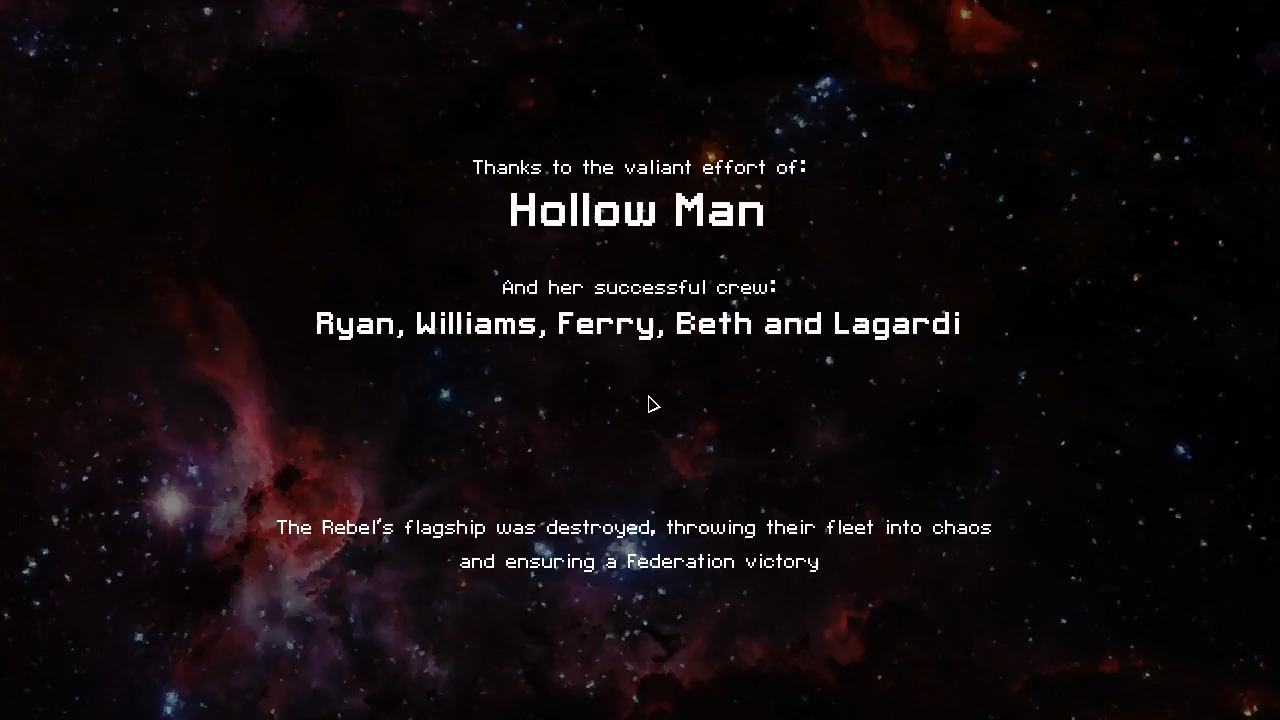 Thanks to the valiant effort of:
Hollow Man
And her successful crew:
Ryan, Williams, Ferry, Beth and Lagardi
The Rebel's flagship was destroyed, throwing their fleet into chaos
and ensuring a Federation victory